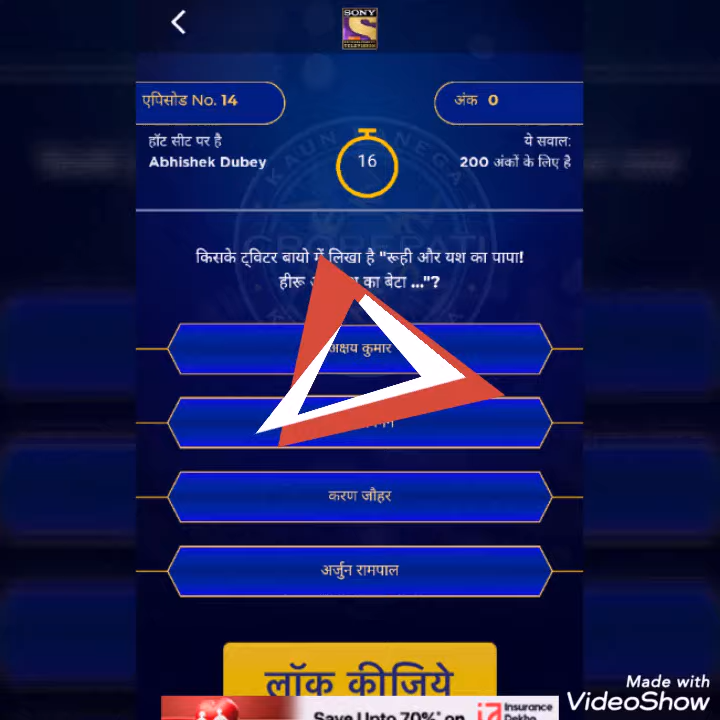 SONY
एपिसोड No. 14
अंक 0
हॉट सीट पर है
Abhishek Dubey
16
ये सवाल:
200 अंकों के लिए है
किसके ट्विटर बायो में लिखा है "रूही और यश का पापा!
हीरू का बेटा ..."?
अक्षय कुमार
करण जौहर
अर्जुन रामपाल
लॉक कीजिये
Save Upto 70%* on
Insurance
Dekho
Made with
VideoShow